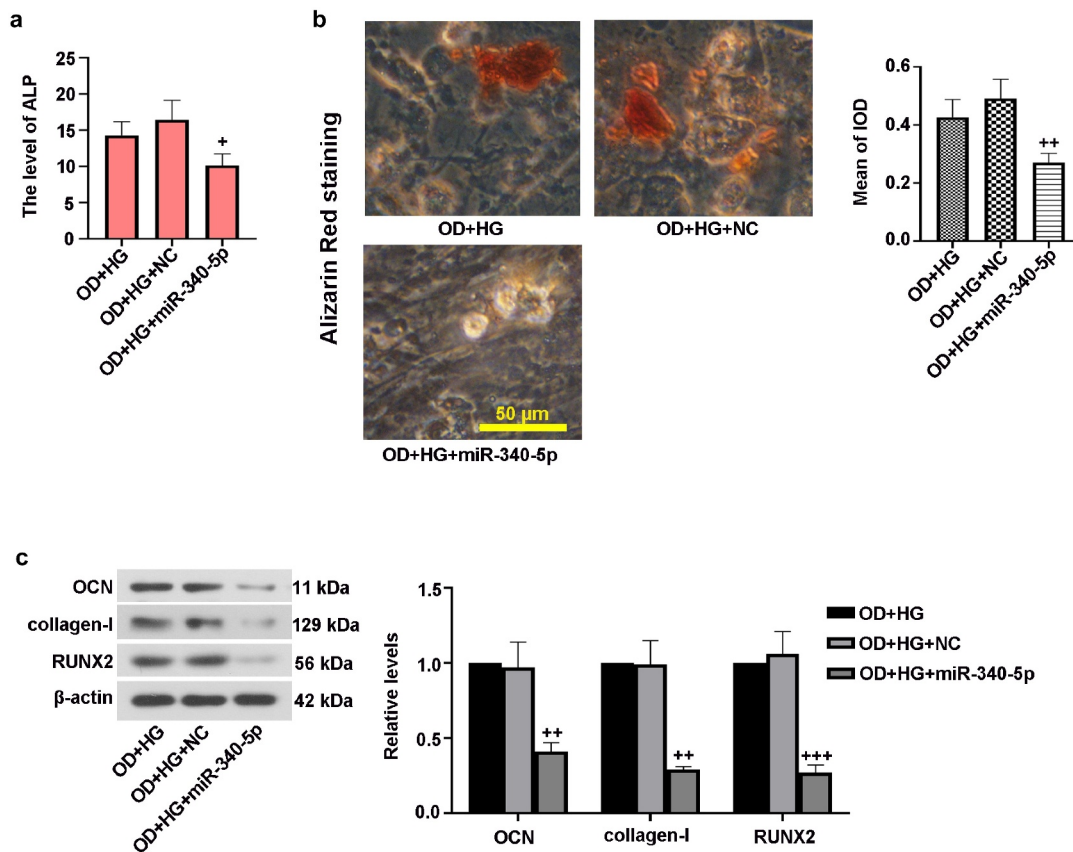 a
The level of ALP
25
20
15
10
5
0
+
OD+HG
OD+HG+NC
OD+HG+miR-340-5p
b
Alizarin Red staining
OD+HG
OD+HG+NC
50 µm
OD+HG+miR-340-5p
Mean of IOD
0.6
0.4
0.2
0.0
++
OD+HG
OD+HG+NC
OD+HG+miR-340-5p
c
OCN 11 kDa
collagen-I 129 kDa
RUNX2 56 kDa
β-actin 42 kDa
OD+HG
OD+HG+NC
OD+HG+miR-340-5p
Relative levels
1.5
1.0
0.5
0.0
++
++
+++
OCN collagen-I RUNX2
OD+HG
OD+HG+NC
OD+HG+miR-340-5p